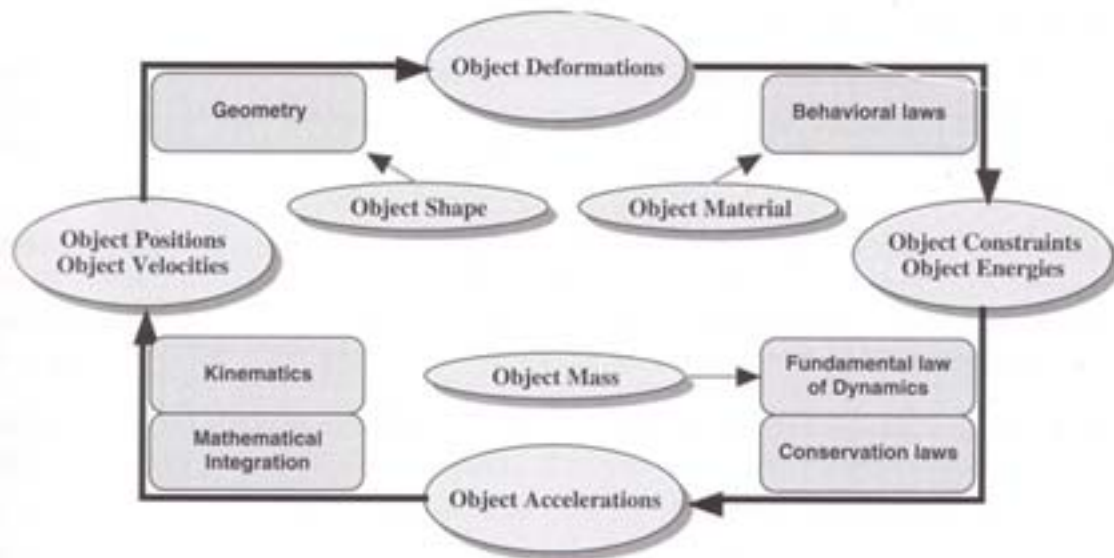 Object Deformations
Geometry
Behavioral laws
Object Shape
Object Material
Object Positions
Object Velocities
Object Constraints
Object Energies
Kinematics
Object Mass
Fundamental law
of Dynamics
Mathematical
Integration
Conservation laws
Object Accelerations